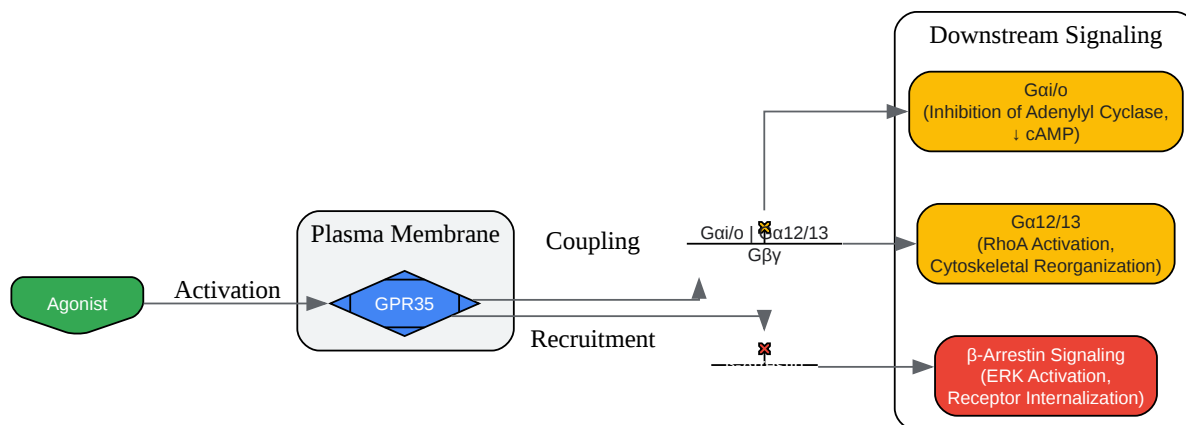 Downstream Signaling
Gαi/o
(Inhibition of Adenylyl Cyclase,
↓ cAMP)
Plasma Membrane
Coupling
Gαi/o | Gα12/13
Gβγ
Gα12/13
(RhoA Activation,
Cytoskeletal Reorganization)
Agonist
Activation
GPR35
Recruitment
β-Arrestin Signaling
(ERK Activation,
Receptor Internalization)